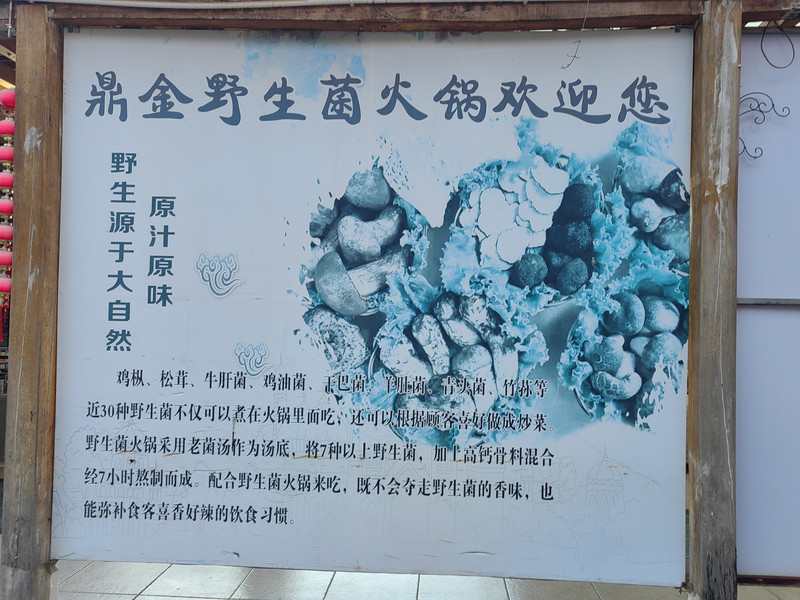 鼎金野生菌火锅欢迎您
野生源于大自然
原汁原味
鸡枞、松茸、牛肝菌、鸡油菌、干巴菌、羊肚菌、青头菌、竹荪等
近30种野生菌不仅可以煮在火锅里面吃，还可以根据顾客喜好做成炒菜。
野生菌火锅采用老菌汤作为汤底，将7种以上野生菌，加上高钙骨料混合
经7小时熬制而成。配合野生菌火锅来吃，既不会夺走野生菌的香味，也
能弥补食客喜香好辣的饮食习惯。